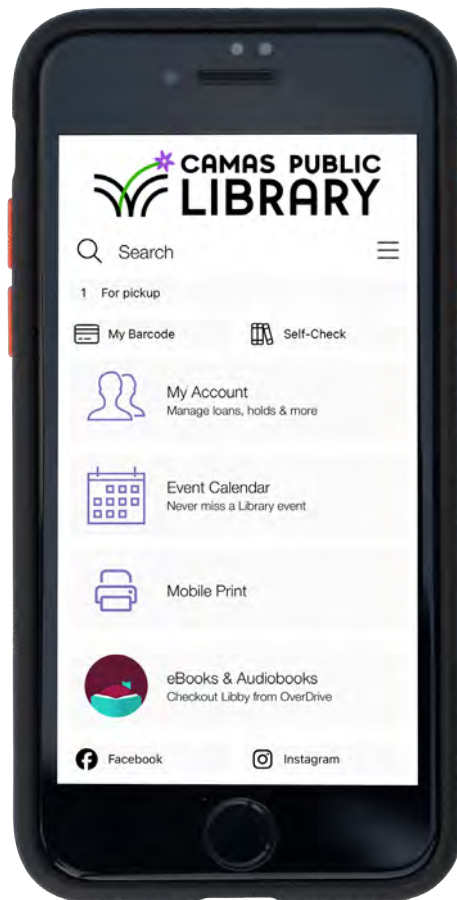 CAMAS PUBLIC
LIBRARY
Search
1 For pickup
My Barcode
Self-Check
My Account
Manage loans, holds & more
Event Calendar
Never miss a Library event
Mobile Print
eBooks & Audiobooks
Checkout Libby from OverDrive
Facebook
Instagram